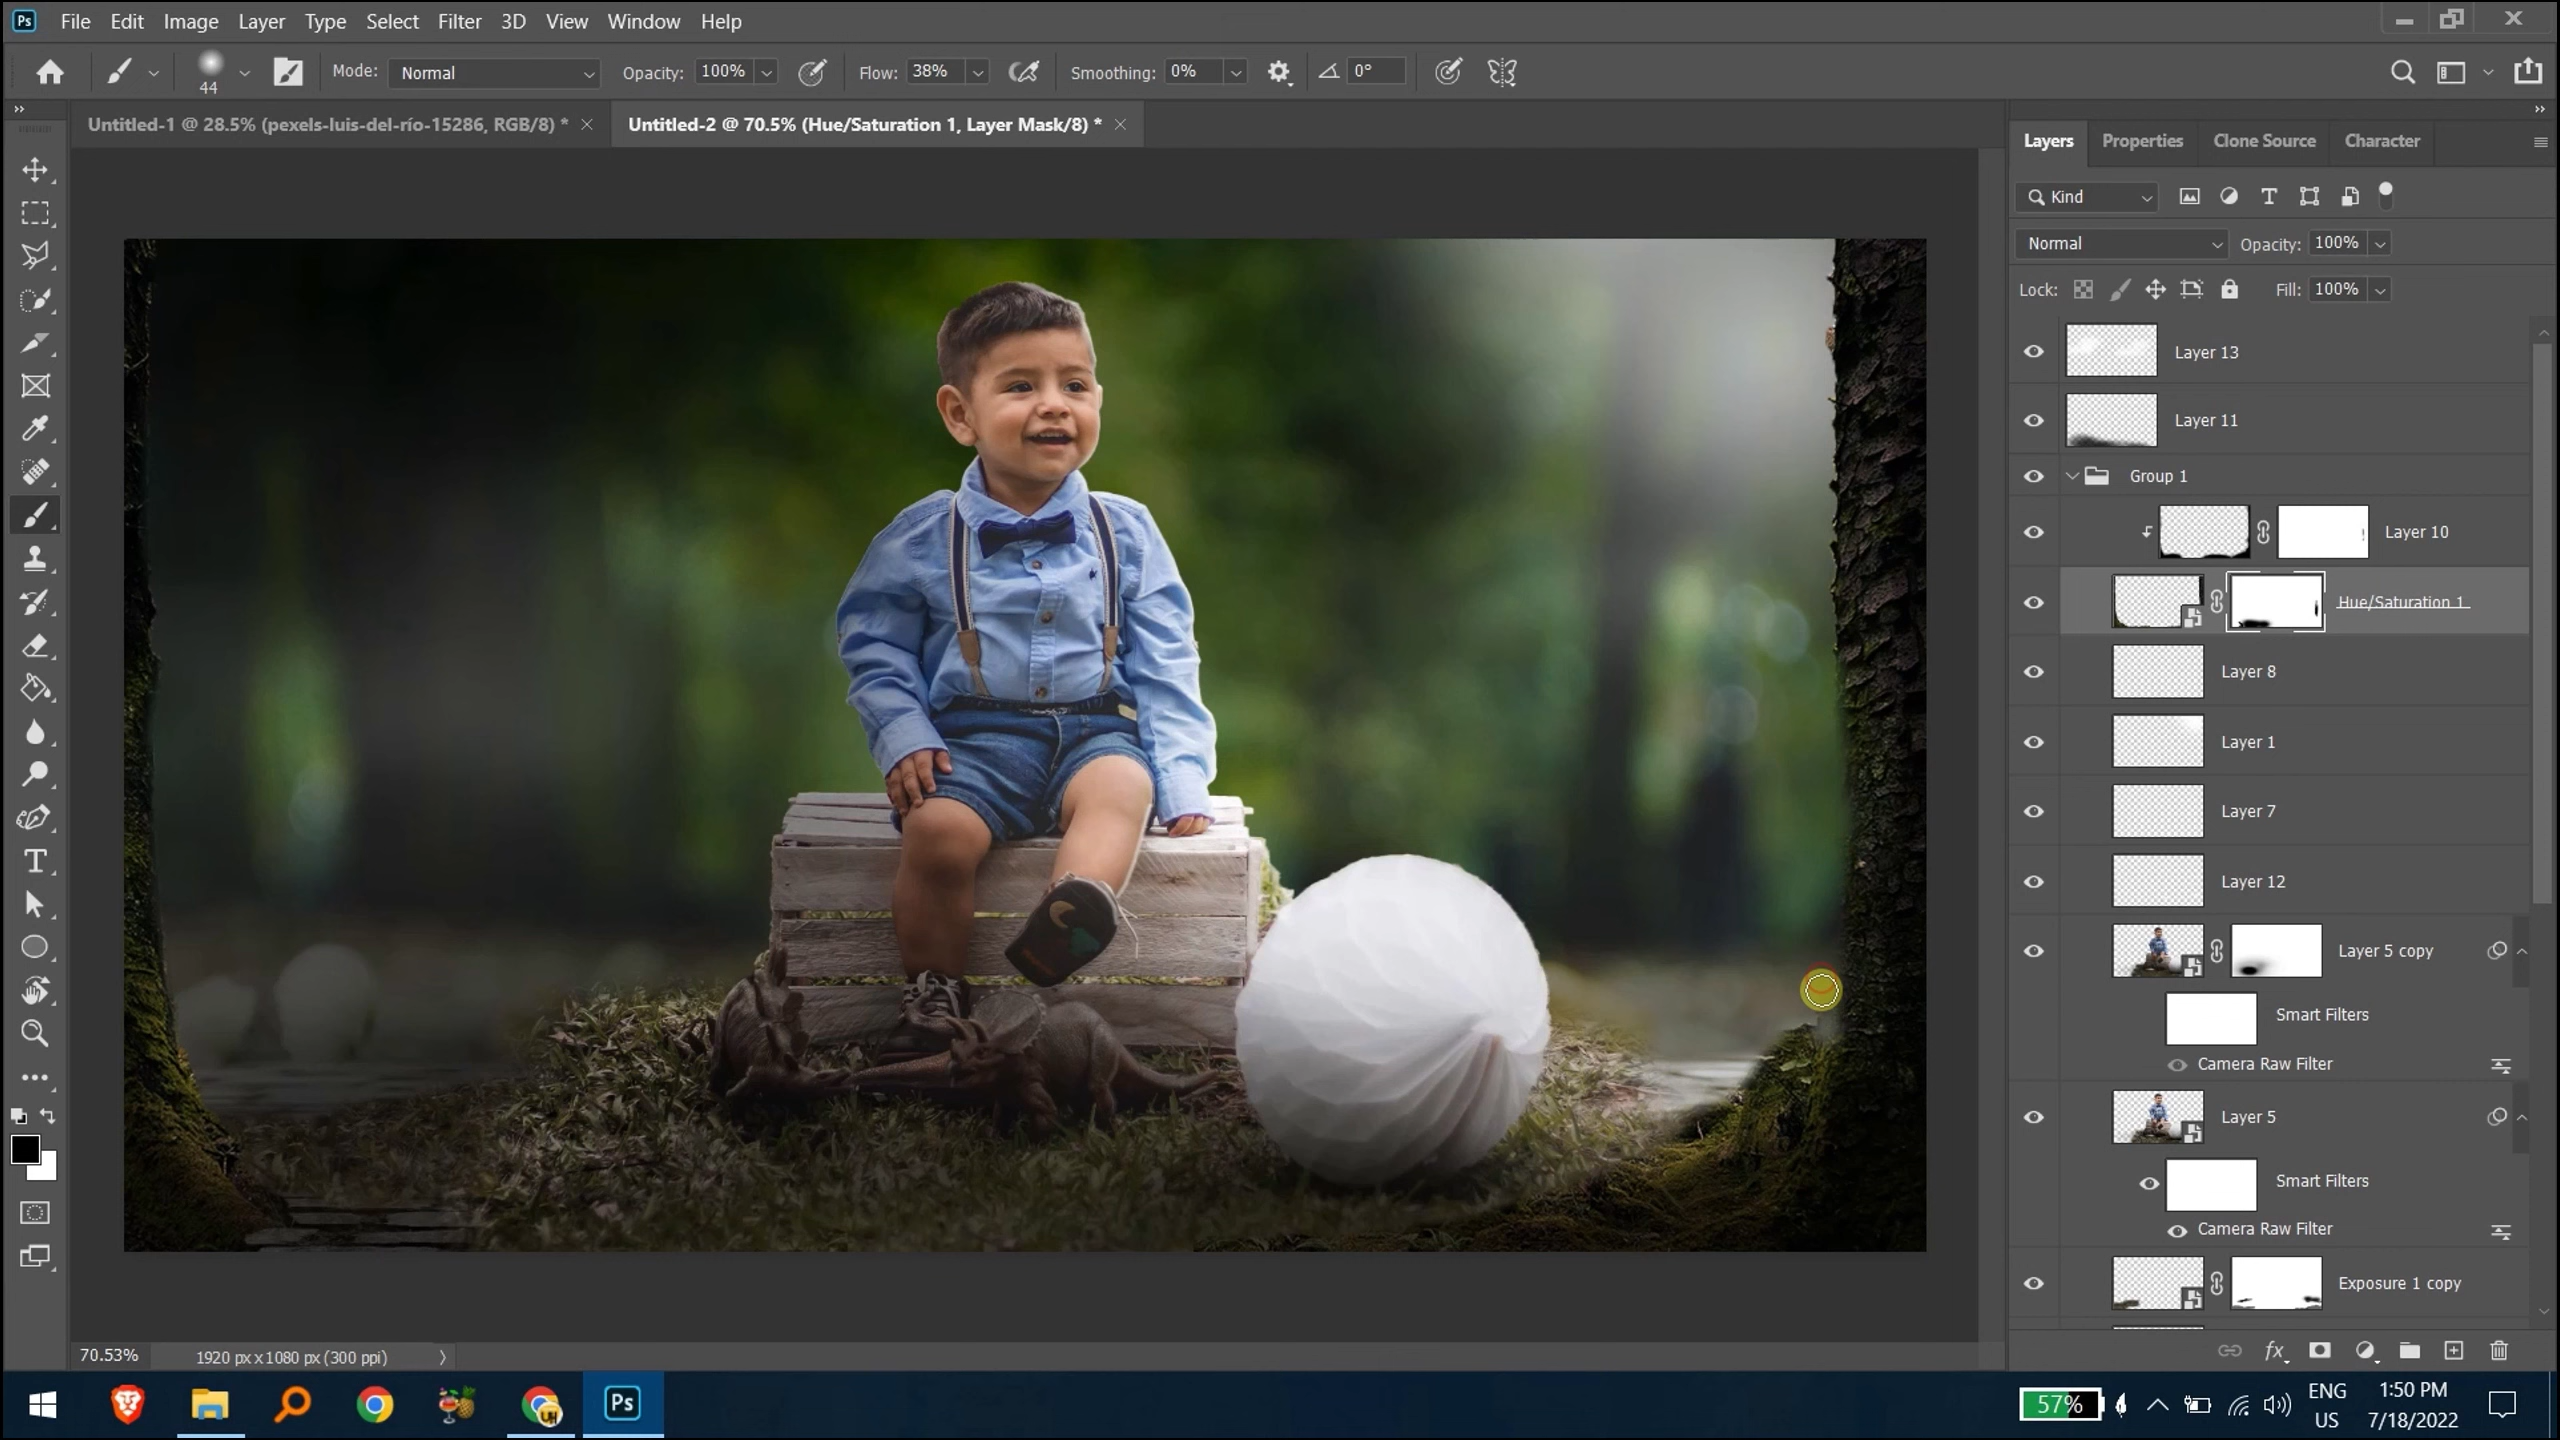 Ps File Edit Image Layer Type Select Filter 3D View Window Help
44 Mode: Normal Opacity: 100% Flow: 38% Smoothing: 0% 0°
Untitled-1 @ 28.5% (pexels-luis-del-río-15286, RGB/8) * Untitled-2 @ 70.5% (Hue/Saturation 1, Layer Mask/8) *
Layers Properties Clone Source Character
Kind
Normal Opacity: 100%
Lock: Fill: 100%
Layer 13
Layer 11
Group 1
Layer 10
Hue/Saturation 1
Layer 8
Layer 1
Layer 7
Layer 12
Layer 5 copy
Smart Filters
Camera Raw Filter
Layer 5
Smart Filters
Camera Raw Filter
Exposure 1 copy
70.53% 1920 px x 1080 px (300 ppi)
fx
Ps
57% ENG 1:50 PM
US 7/18/2022